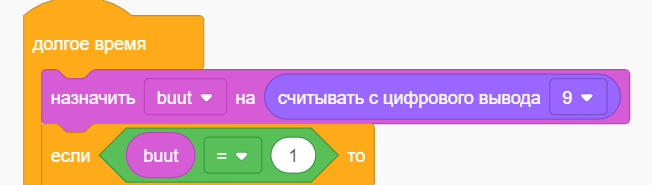 долгое время
назначить buut на считывать с цифрового вывода 9
если buut = 1 то